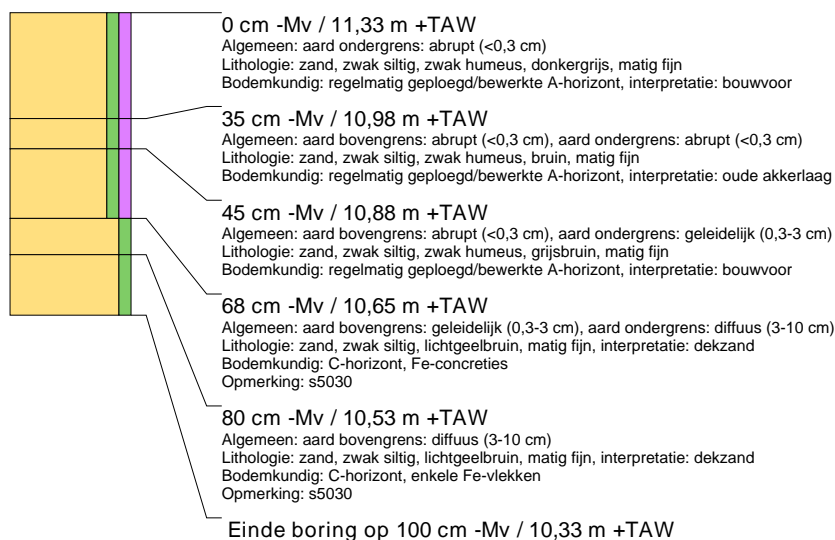 0 cm -Mv / 11,33 m +TAW
Algemeen: aard ondergrens: abrupt (<0,3 cm)
Lithologie: zand, zwak siltig, zwak humeus, donkergrijs, matig fijn
Bodemkundig: regelmatig geploegd/bewerkte A-horizont, interpretatie: bouwvoor
35 cm -Mv / 10,98 m +TAW
Algemeen: aard bovengrens: abrupt (<0,3 cm), aard ondergrens: abrupt (<0,3 cm)
Lithologie: zand, zwak siltig, zwak humeus, bruin, matig fijn
Bodemkundig: regelmatig geploegd/bewerkte A-horizont, interpretatie: oude akkerlaag
45 cm -Mv / 10,88 m +TAW
Algemeen: aard bovengrens: abrupt (<0,3 cm), aard ondergrens: geleidelijk (0,3-3 cm)
Lithologie: zand, zwak siltig, zwak humeus, grijsbruin, matig fijn
Bodemkundig: regelmatig geploegd/bewerkte A-horizont, interpretatie: bouwvoor
68 cm -Mv / 10,65 m +TAW
Algemeen: aard bovengrens: geleidelijk (0,3-3 cm), aard ondergrens: diffuus (3-10 cm)
Lithologie: zand, zwak siltig, lichtgeelbruin, matig fijn, interpretatie: dekzand
Bodemkundig: C-horizont, Fe-concreties
Opmerking: s5030
80 cm -Mv / 10,53 m +TAW
Algemeen: aard bovengrens: diffuus (3-10 cm)
Lithologie: zand, zwak siltig, lichtgeelbruin, matig fijn, interpretatie: dekzand
Bodemkundig: C-horizont, enkele Fe-vlekken
Opmerking: s5030
Einde boring op 100 cm -Mv / 10,33 m +TAW